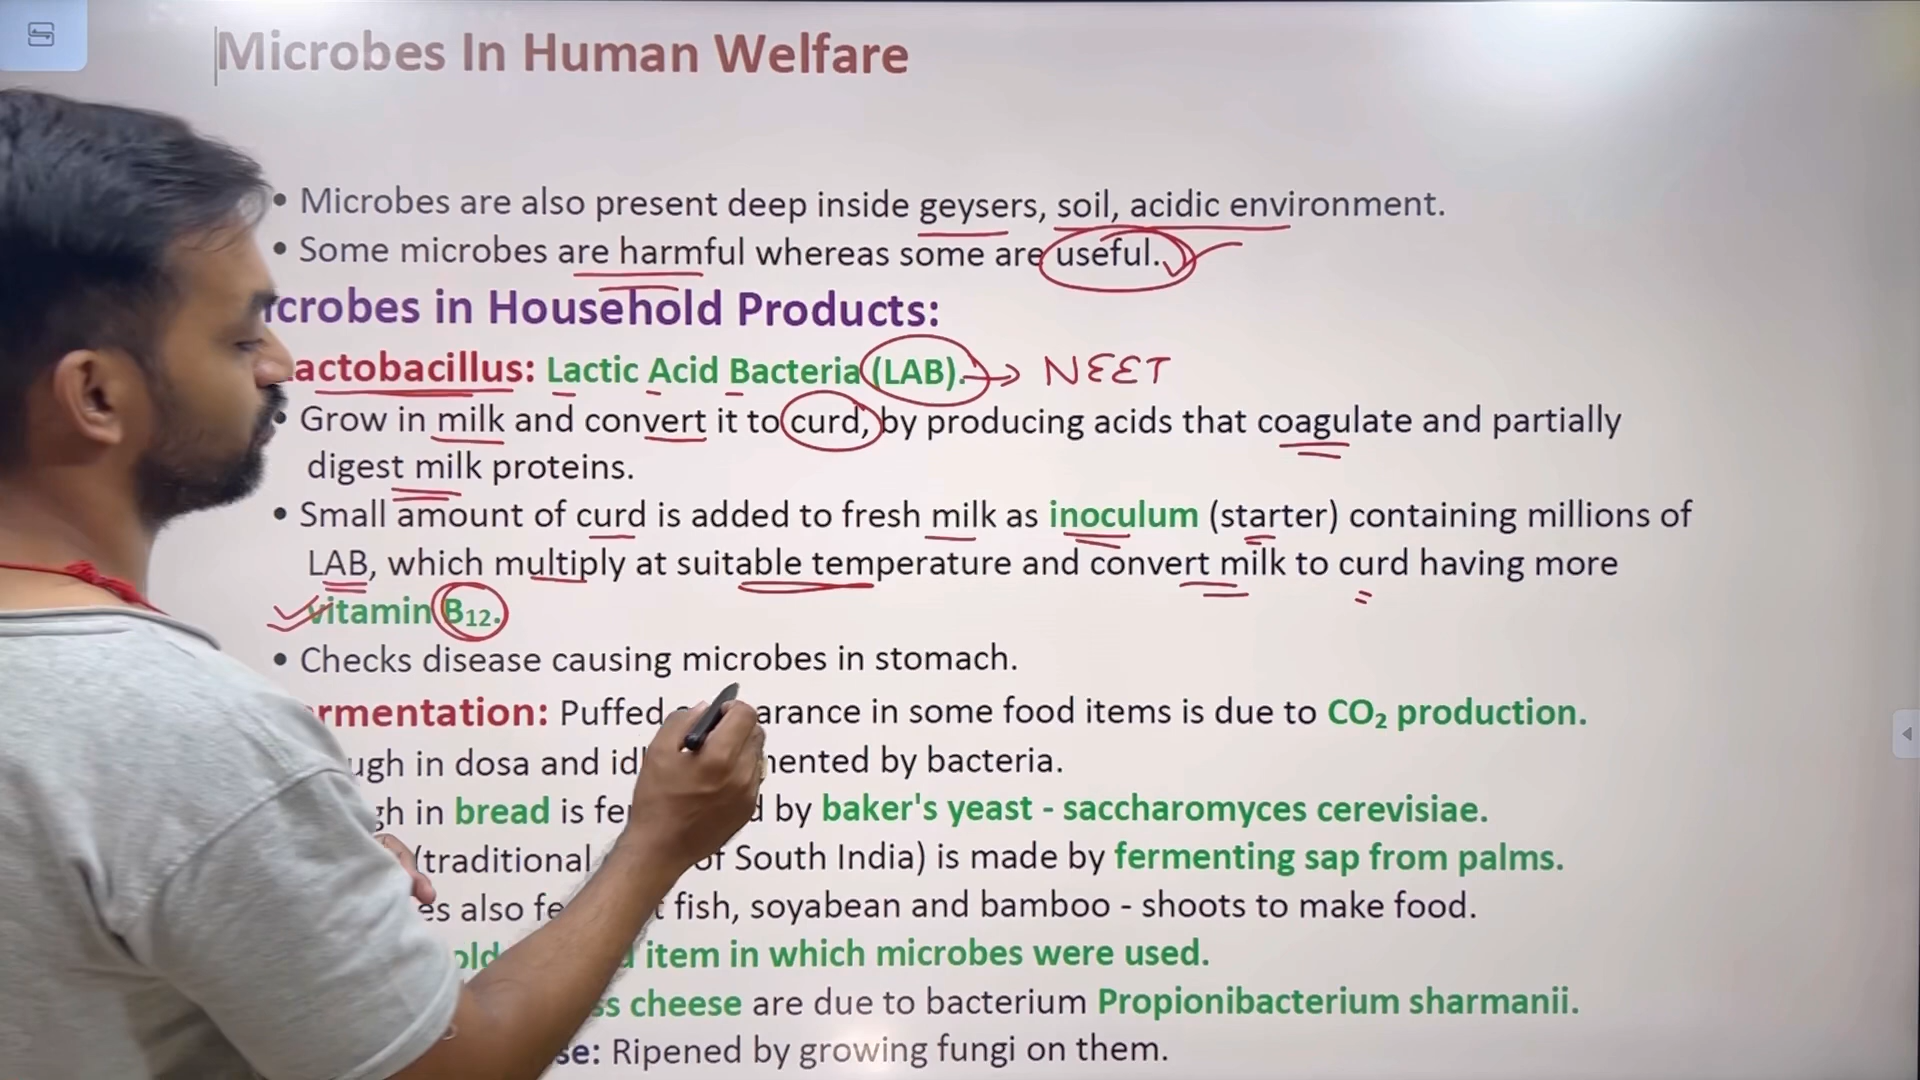 Microbes In Human Welfare
• Microbes are also present deep inside geysers, soil, acidic environment.
• Some microbes are harmful whereas some are useful.
crobes in Household Products:
actobacillus: Lactic Acid Bacteria (LAB). → NEET
• Grow in milk and convert it to curd, by producing acids that coagulate and partially
digest milk proteins.
• Small amount of curd is added to fresh milk as inoculum (starter) containing millions of
LAB, which multiply at suitable temperature and convert milk to curd having more
vitamin B₁₂.
• Checks disease causing microbes in stomach.
rmentation: Puffed arance in some food items is due to CO₂ production.
ugh in dosa and id ented by bacteria.
gh in bread is fe d by baker's yeast - saccharomyces cerevisiae.
(traditional of South India) is made by fermenting sap from palms.
es also fe t fish, soyabean and bamboo - shoots to make food.
old item in which microbes were used.
ss cheese are due to bacterium Propionibacterium sharmanii.
se: Ripened by growing fungi on them.